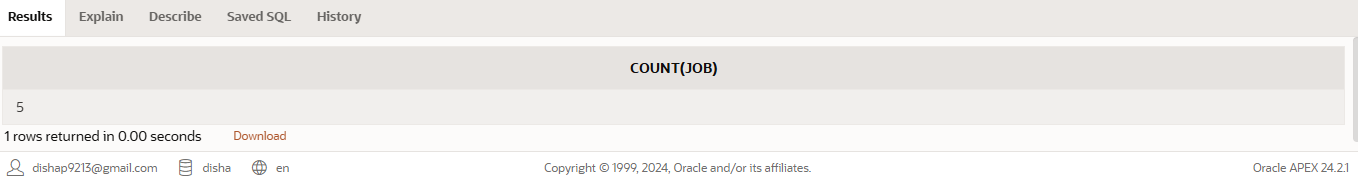 Results Explain Describe Saved SQL History
COUNT(JOB)
5
1 rows returned in 0.00 seconds Download
dishap9213@gmail.com disha en Copyright © 1999, 2024, Oracle and/or its affiliates. Oracle APEX 24.2.1